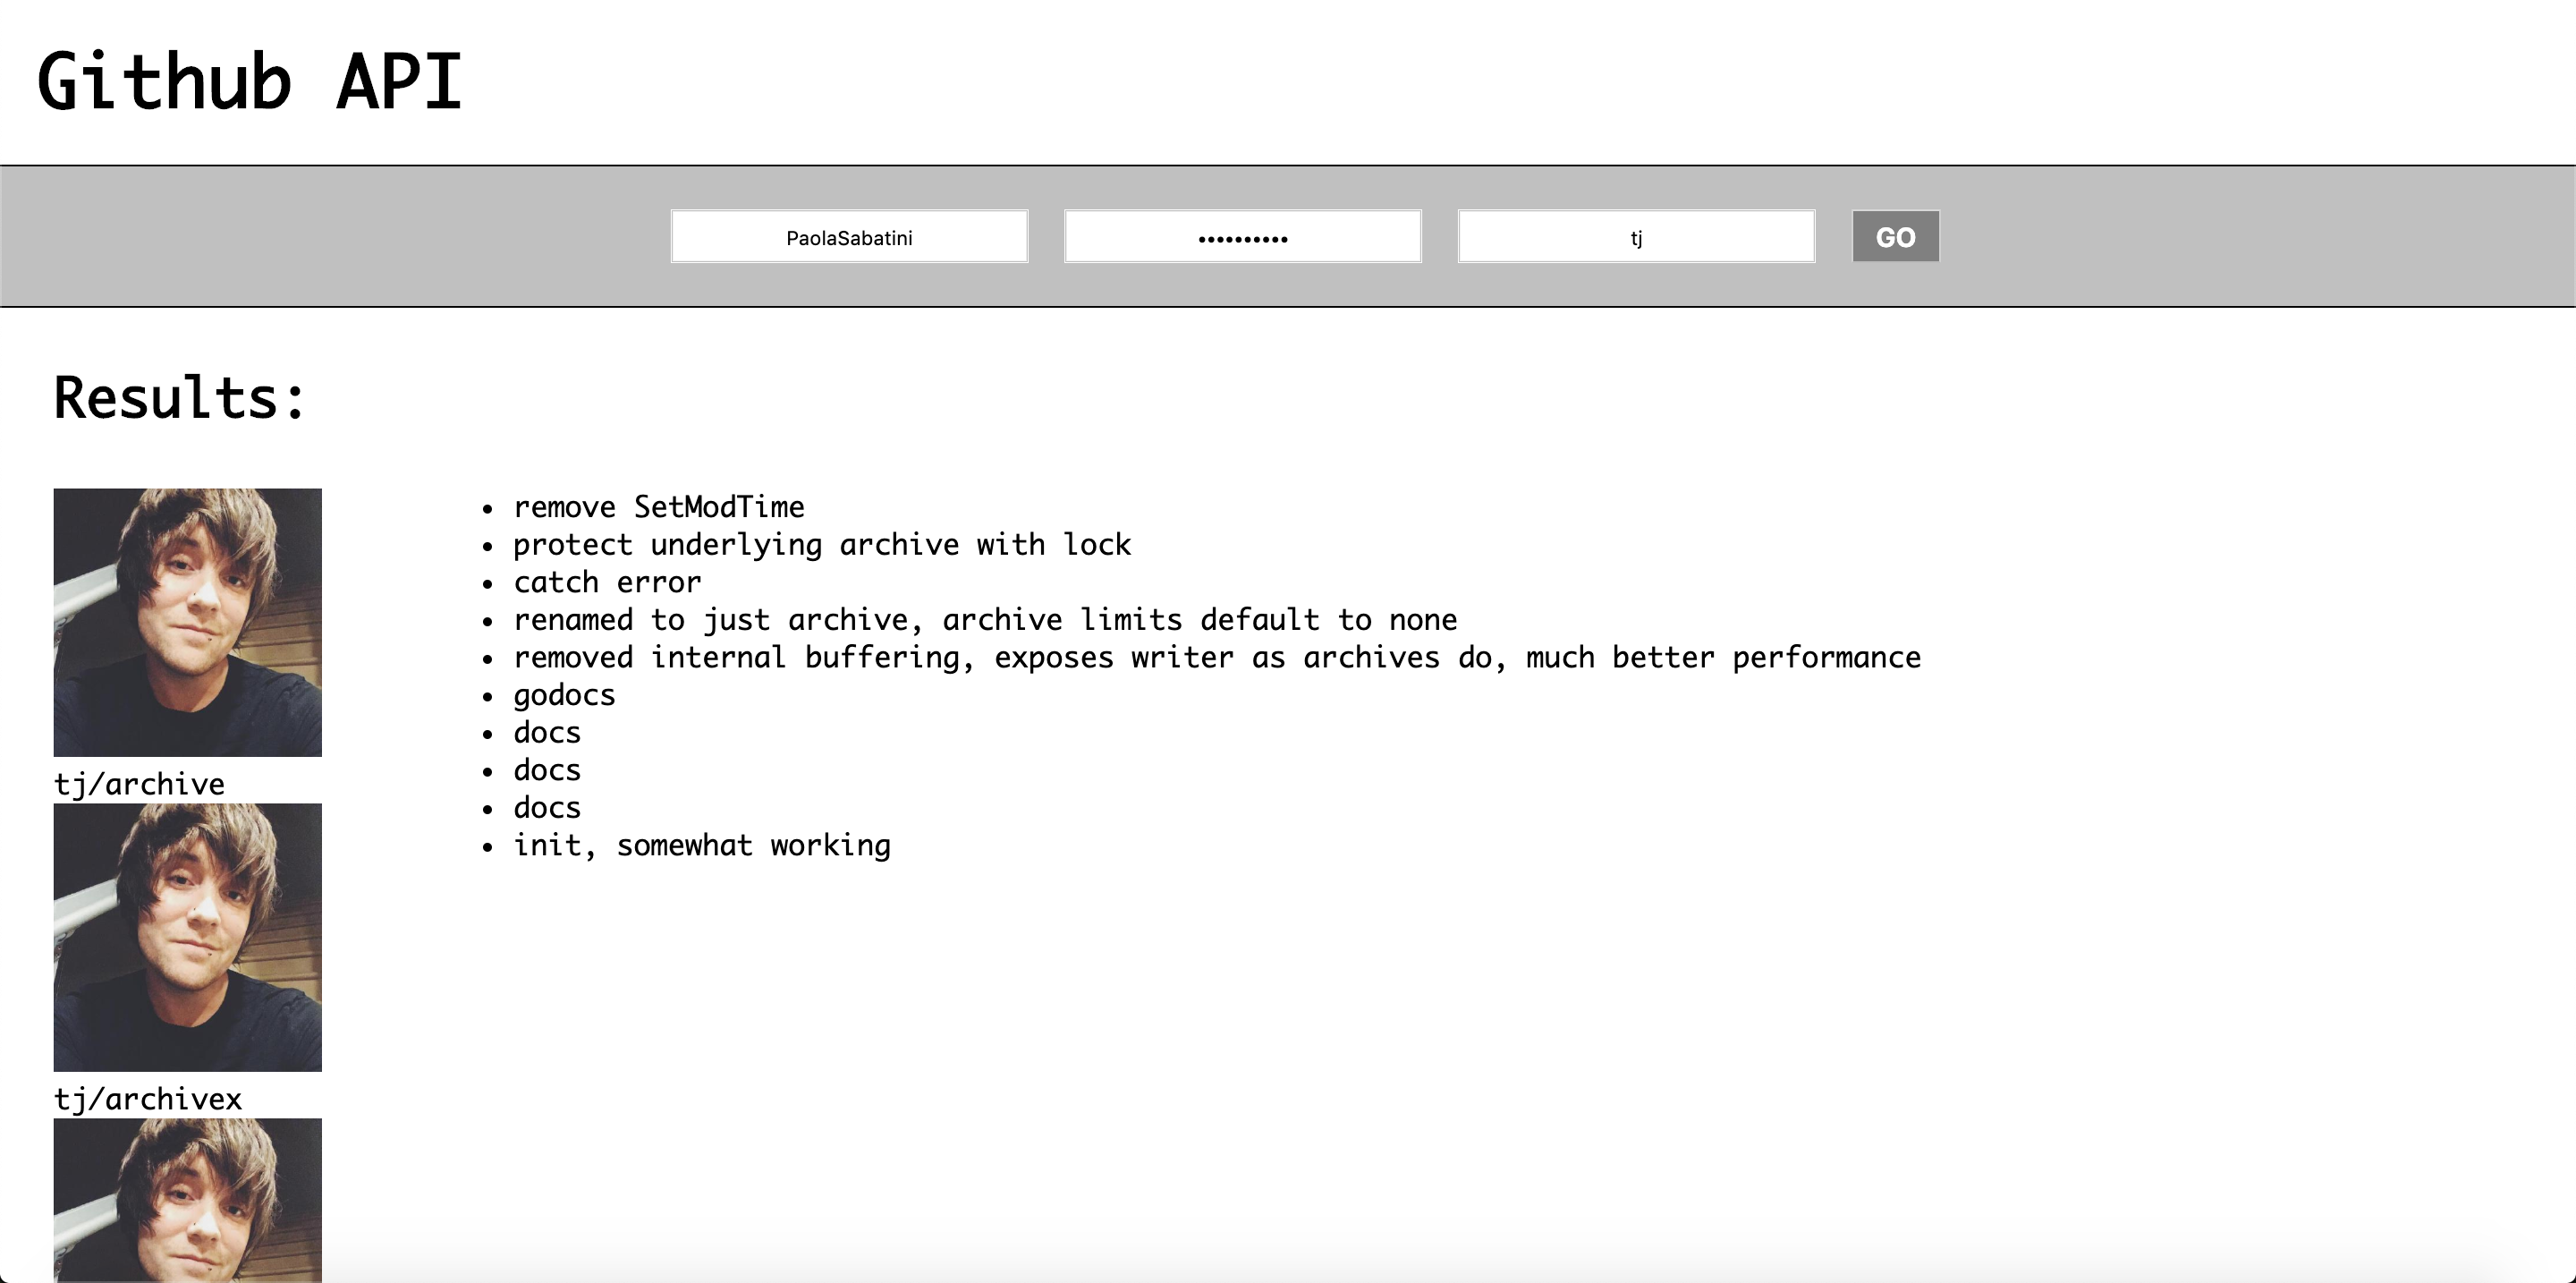 Github API
PaolaSabatini
••••••••••
tj
GO
Results:
tj/archive
tj/archivex
• remove SetModTime
• protect underlying archive with lock
• catch error
• renamed to just archive, archive limits default to none
• removed internal buffering, exposes writer as archives do, much better performance
• godocs
• docs
• docs
• docs
• init, somewhat working